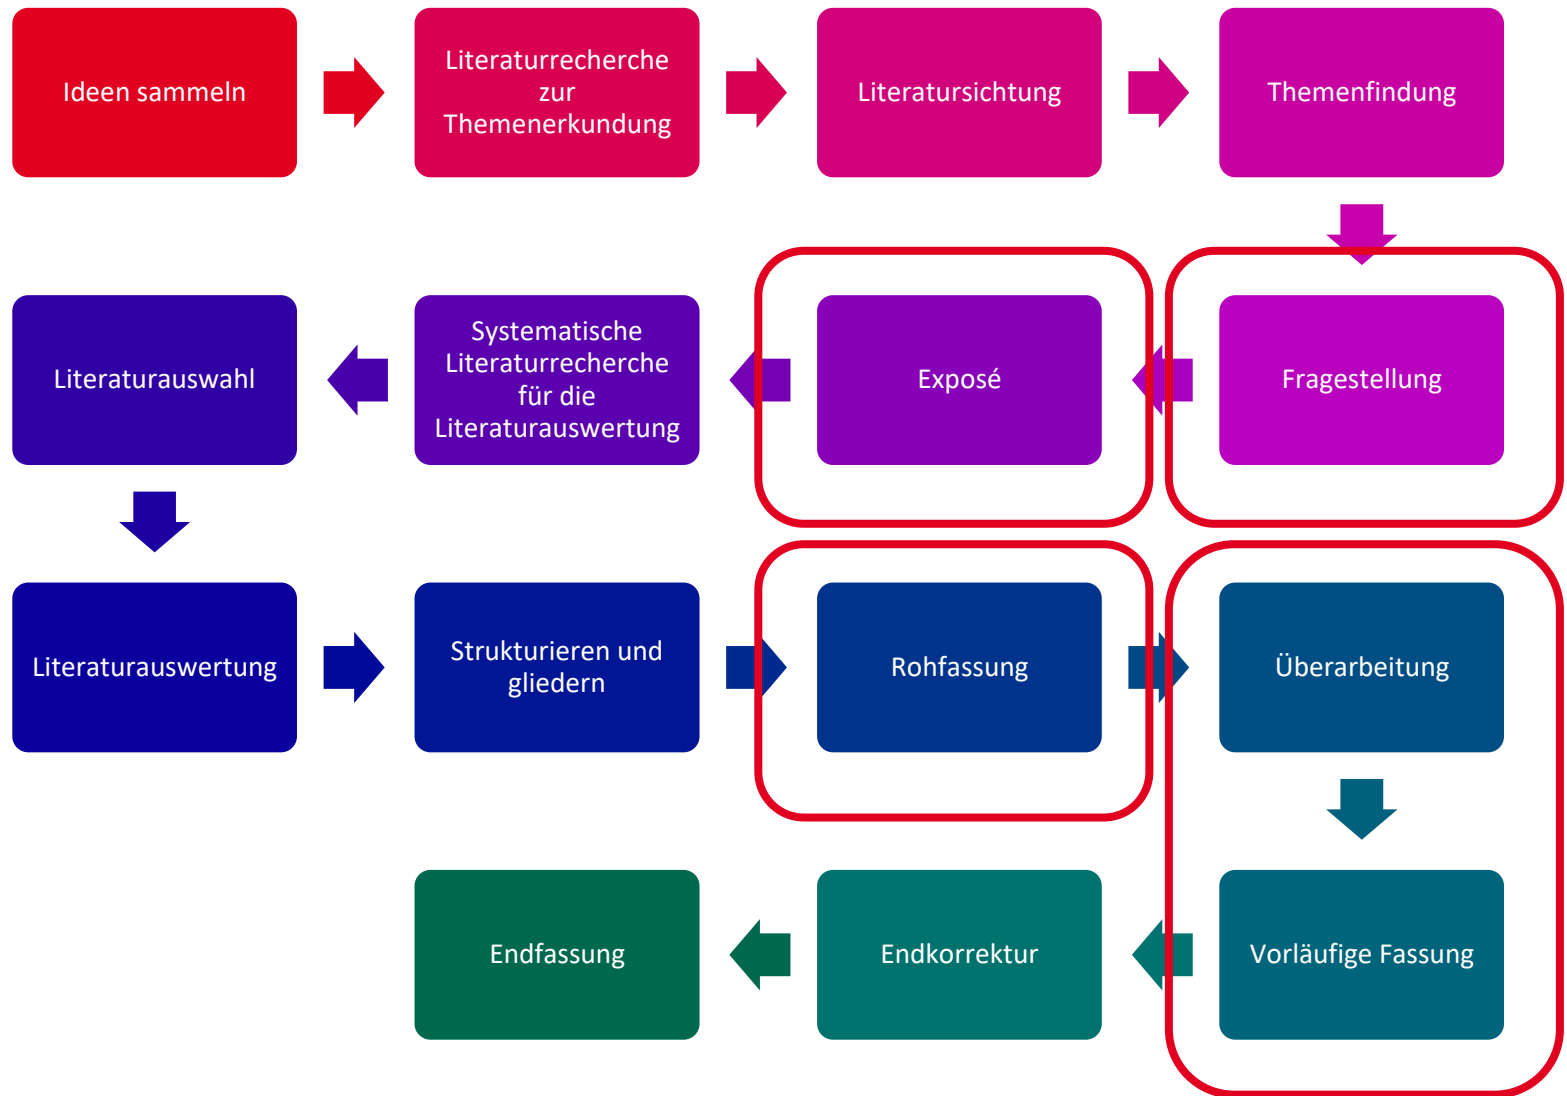 Ideen sammeln
Literaturrecherche
zur
Themenerkundung
Literatursichtung
Themenfindung
Fragestellung
Exposé
Systematische
Literaturrecherche
für die
Literaturauswertung
Literaturauswahl
Literaturauswertung
Strukturieren und
gliedern
Rohfassung
Überarbeitung
Vorläufige Fassung
Endkorrektur
Endfassung